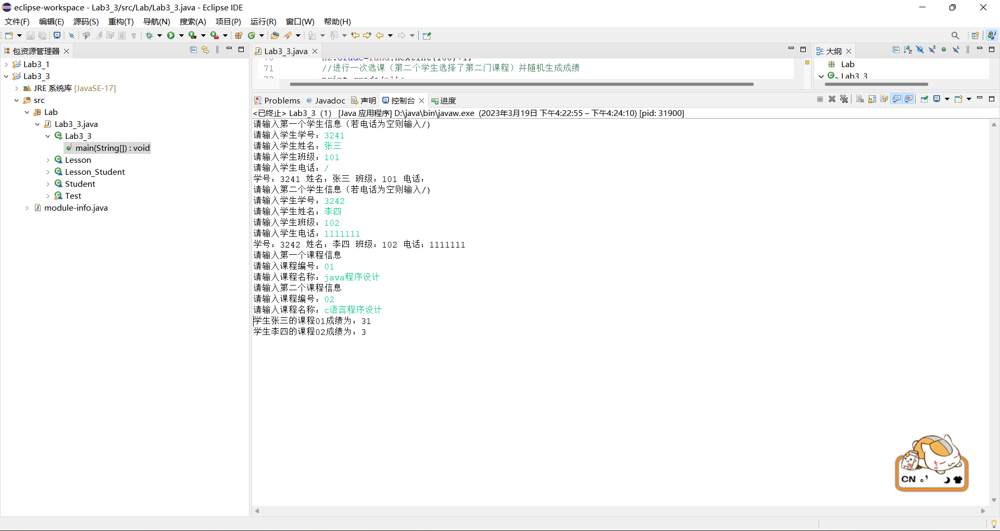 eclipse-workspace - Lab3_3/src/Lab/Lab3_3.java - Eclipse IDE
文件(F) 编辑(E) 源码(S) 重构(T) 导航(N) 搜索(A) 项目(P) 运行(R) 窗口(W) 帮助(H)
包资源管理器
Lab3_1
Lab3_3
JRE 系统库 [JavaSE-17]
src
Lab
Lab3_3.java
Lab3_3
main(String[]) : void
Lesson
Lesson_Student
Student
Test
module-info.java
Lab3_3.java
71 //进行一次选课（第二个学生选择了第二门课程）并随机生成成绩
大纲
Lab
Lab3_3
Problems @ Javadoc 声明 控制台 进度
<已终止> Lab3_3 (1) [Java 应用程序] D:\java\bin\javaw.exe (2023年3月19日 下午4:22:55 – 下午4:24:10) [pid: 31900]
请输入第一个学生信息（若电话为空则输入/)
请输入学生学号：3241
请输入学生姓名：张三
请输入学生班级：101
请输入学生电话：/
学号：3241 姓名：张三 班级：101 电话：
请输入第二个学生信息（若电话为空则输入/)
请输入学生学号：3242
请输入学生姓名：李四
请输入学生班级：102
请输入学生电话：1111111
学号：3242 姓名：李四 班级：102 电话：1111111
请输入第一个课程信息
请输入课程编号：01
请输入课程名称：java程序设计
请输入第二个课程信息
请输入课程编号：02
请输入课程名称：c语言程序设计
学生张三的课程01成绩为：31
学生李四的课程02成绩为：3
CN 。’